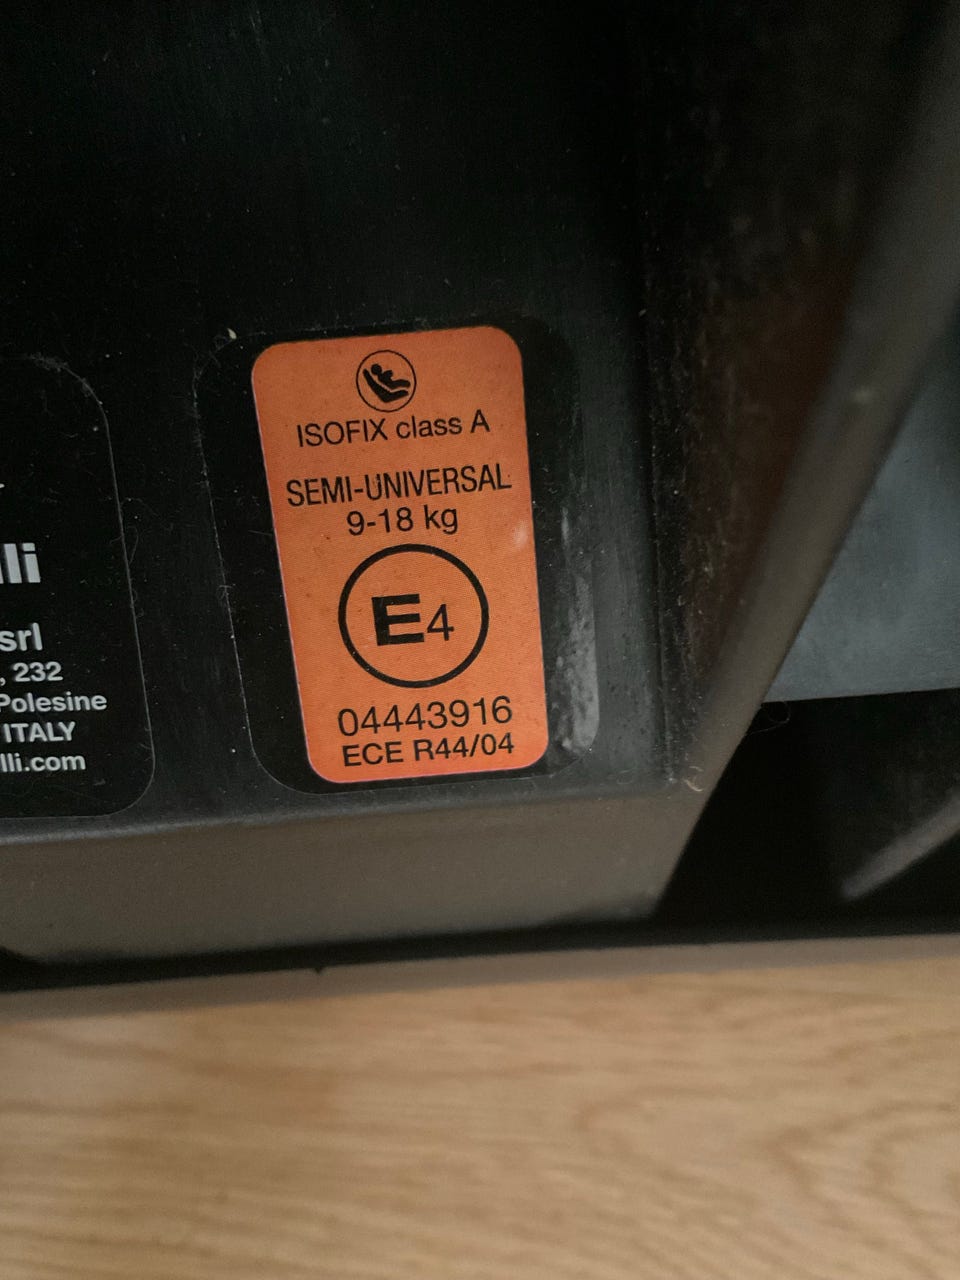 lli
srl
, 232
Polesine
ITALY
lli.com
ISOFIX class A
SEMI-UNIVERSAL
9-18 kg
E4
04443916
ECE R44/04